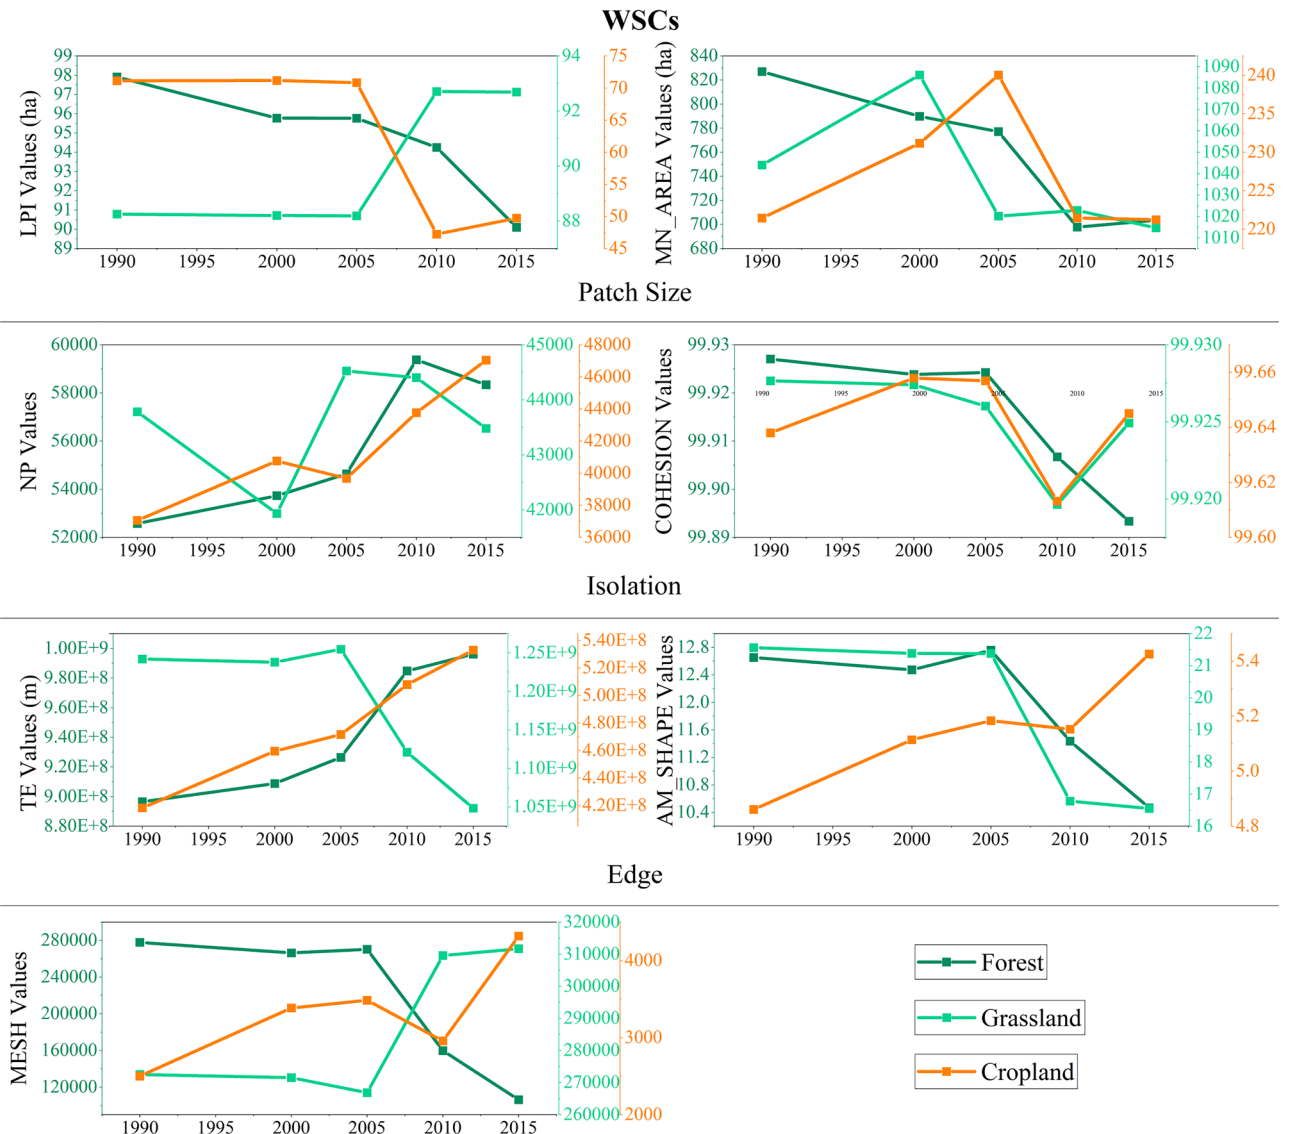 WSCs
LPI Values (ha)
99
98
97
96
95
94
93
92
91
90
89
94
92
90
88
75
70
65
60
55
50
45
1990 1995 2000 2005 2010 2015
MN_AREA Values (ha)
840
820
800
780
760
740
720
700
680
1090
1080
1070
1060
1050
1040
1030
1020
1010
240
235
230
225
220
1990 1995 2000 2005 2010 2015
Patch Size
NP Values
60000
58000
56000
54000
52000
45000
44000
43000
42000
48000
46000
44000
42000
40000
38000
36000
1990 1995 2000 2005 2010 2015
COHESION Values
99.93
99.92
99.91
99.90
99.89
99.930
99.925
99.920
99.66
99.64
99.62
99.60
1990 1995 2000 2005 2010 2015
1990 1995 2000 2005 2010 2015
Isolation
TE Values (m)
1.00E+9
9.80E+8
9.60E+8
9.40E+8
9.20E+8
9.00E+8
8.80E+8
1.25E+9
1.20E+9
1.15E+9
1.10E+9
1.05E+9
5.40E+8
5.20E+8
5.00E+8
4.80E+8
4.60E+8
4.40E+8
4.20E+8
1990 1995 2000 2005 2010 2015
AM_SHAPE Values
12.8
12.4
12.0
11.6
11.2
10.8
10.4
22
21
20
19
18
17
16
5.4
5.2
5.0
4.8
1990 1995 2000 2005 2010 2015
Edge
MESH Values
280000
240000
200000
160000
120000
320000
310000
300000
290000
280000
270000
260000
4000
3000
2000
1990 1995 2000 2005 2010 2015
Forest
Grassland
Cropland